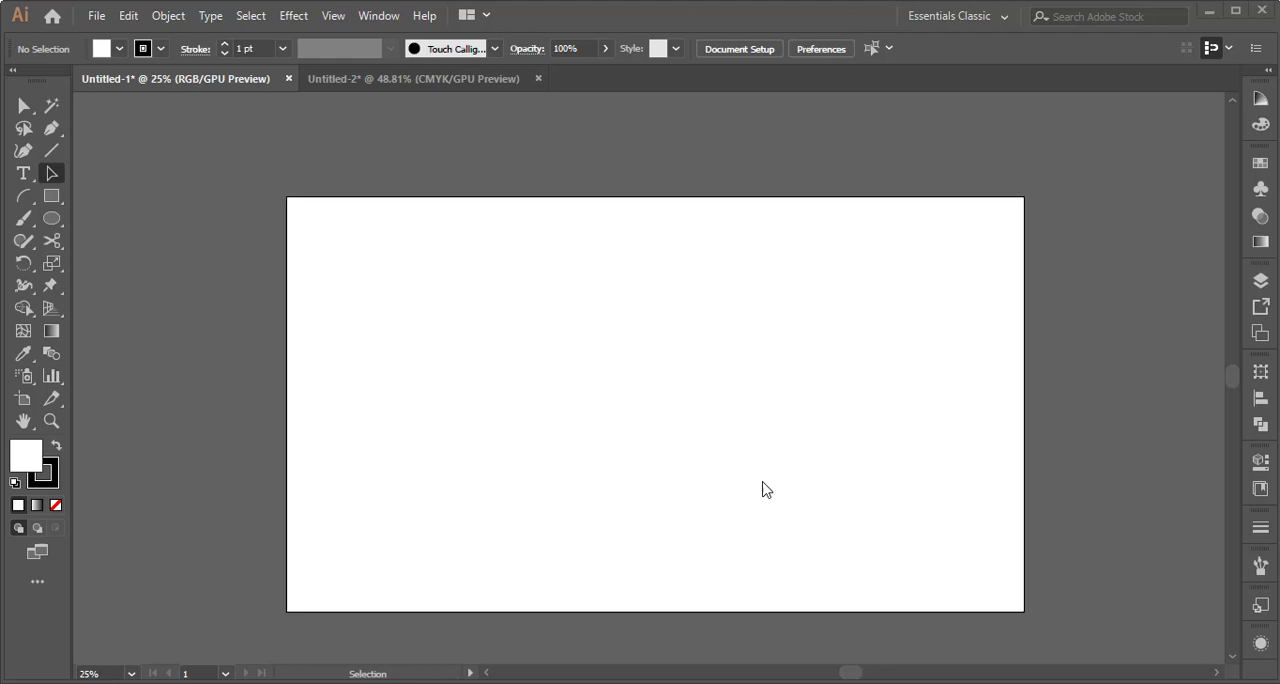 Ai File Edit Object Type Select Effect View Window Help Essentials Classic Search Adobe Stock
No Selection Stroke: 1 pt Touch Callig... Opacity: 100% Style: Document Setup Preferences
Untitled-1* @ 25% (RGB/GPU Preview) × Untitled-2* @ 48.81% (CMYK/GPU Preview) ×
25% 1 Selection